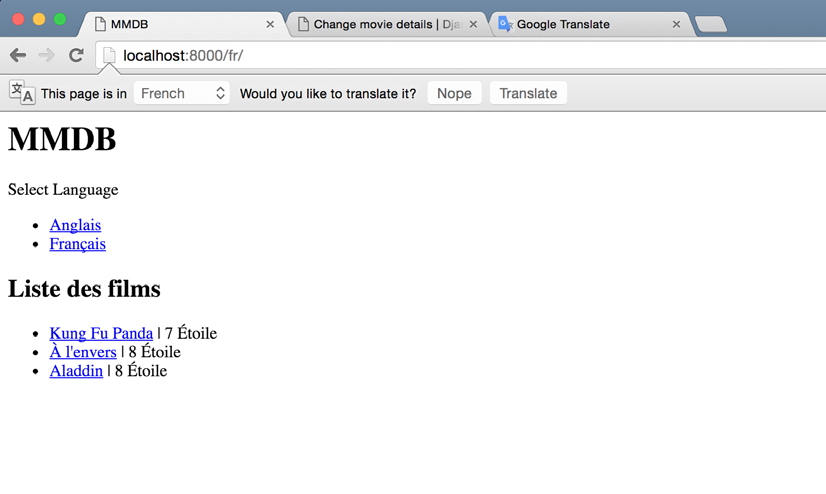 MMDB
Change movie details | Dja
Google Translate
localhost:8000/fr/
This page is in French Would you like to translate it? Nope Translate
MMDB
Select Language
Anglais
Français
Liste des films
Kung Fu Panda | 7 Étoile
À l'envers | 8 Étoile
Aladdin | 8 Étoile